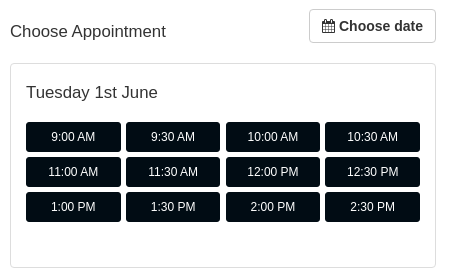 Choose Appointment
Choose date
Tuesday 1st June
9:00 AM 9:30 AM 10:00 AM 10:30 AM
11:00 AM 11:30 AM 12:00 PM 12:30 PM
1:00 PM 1:30 PM 2:00 PM 2:30 PM